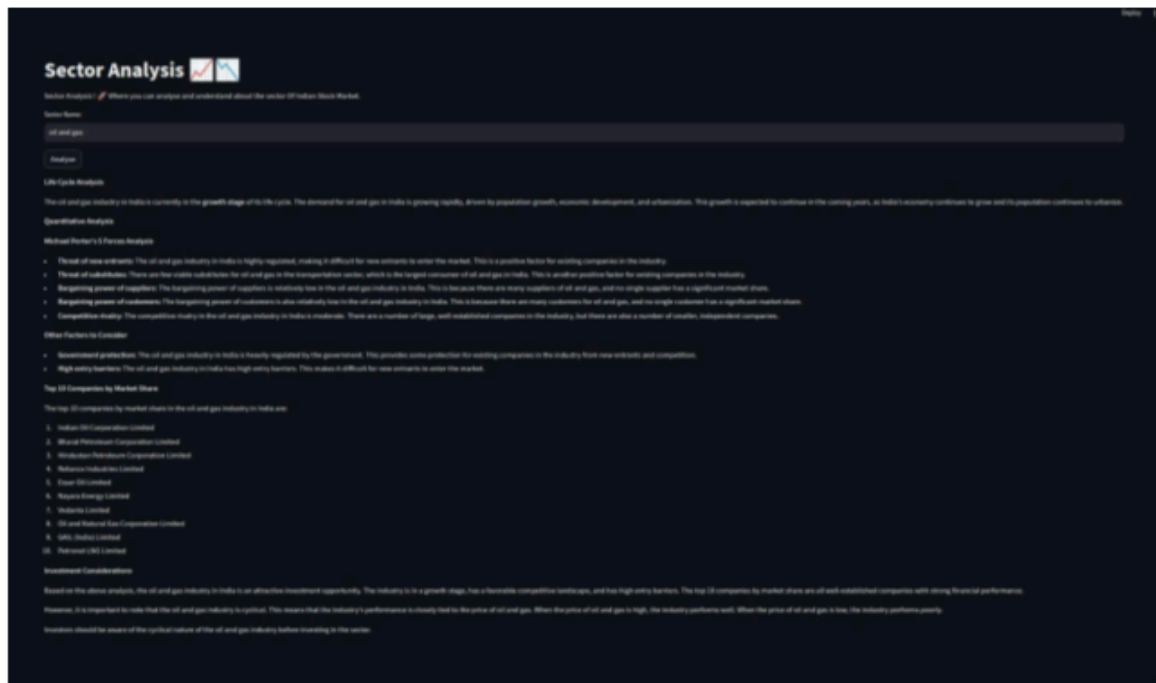 Deploy
Sector Analysis 📈📉
Sector Analysis! 🚀 Where you can analyse and understand about the sector Of Indian Stock Market.
Sector Name:
oil and gas
Analyse
Life Cycle Analysis
The oil and gas industry in India is currently in the growth stage of its life cycle. The demand for oil and gas in India is growing rapidly, driven by population growth, economic development, and urbanization. This growth is expected to continue in the coming years, as India's economy continues to grow and its population continues to urbanize.
Quantitative Analysis
Michael Porter's 5 Forces Analysis
• Threat of new entrants: The oil and gas industry in India is highly regulated, making it difficult for new entrants to enter the market. This is a positive factor for existing companies in the industry.
• Threat of substitutes: There are few viable substitutes for oil and gas in the transportation sector, which is the largest consumer of oil and gas in India. This is another positive factor for existing companies in the industry.
• Bargaining power of suppliers: The bargaining power of suppliers is relatively low in the oil and gas industry in India. This is because there are many suppliers of oil and gas, and no single supplier has a significant market share.
• Bargaining power of customers: The bargaining power of customers is also relatively low in the oil and gas industry in India. This is because there are many customers for oil and gas, and no single customer has a significant market share.
• Competitive rivalry: The competitive rivalry in the oil and gas industry in India is moderate. There are a number of large, well-established companies in the industry, but there are also a number of smaller, independent companies.
Other Factors to Consider
• Government protection: The oil and gas industry in India is heavily regulated by the government. This provides some protection for existing companies in the industry from new entrants and competition.
• High entry barriers: The oil and gas industry in India has high entry barriers. This makes it difficult for new entrants to enter the market.
Top 10 Companies by Market Share
The top 10 companies by market share in the oil and gas industry in India are:
1. Indian Oil Corporation Limited
2. Bharat Petroleum Corporation Limited
3. Hindustan Petroleum Corporation Limited
4. Reliance Industries Limited
5. Essar Oil Limited
6. Nayara Energy Limited
7. Vedanta Limited
8. Oil and Natural Gas Corporation Limited
9. GAIL (India) Limited
10. Petronet LNG Limited
Investment Considerations
Based on the above analysis, the oil and gas industry in India is an attractive investment opportunity. The industry is in a growth stage, has a favorable competitive landscape, and has high entry barriers. The top 10 companies by market share are all well-established companies with strong financial performance.
However, it is important to note that the oil and gas industry is cyclical. This means that the industry's performance is closely tied to the price of oil and gas. When the price of oil and gas is high, the industry performs well. When the price of oil and gas is low, the industry performs poorly.
Investors should be aware of the cyclical nature of the oil and gas industry before investing in the sector.